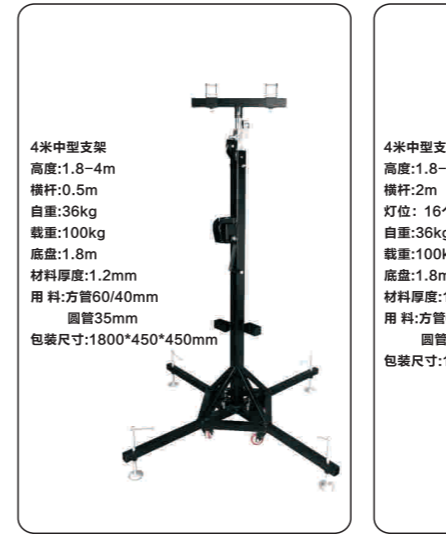 4米中型支架
高度:1.8-4m
横杆:0.5m
自重:36kg
载重:100kg
底盘:1.8m
材料厚度:1.2mm
用 料:方管60/40mm
圆管35mm
包装尺寸:1800*450*450mm
4米中型支
高度:1.8-
横杆:2m
灯位：16
自重:36k
载重:100
底盘:1.8
材料厚度:
用 料:方管
圆管
包装尺寸: